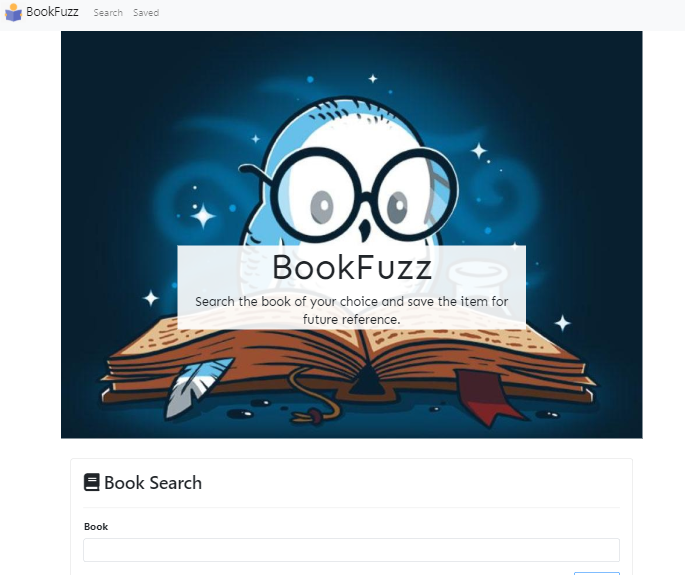 BookFuzz Search Saved
BookFuzz
Search the book of your choice and save the item for
future reference.
Book Search
Book